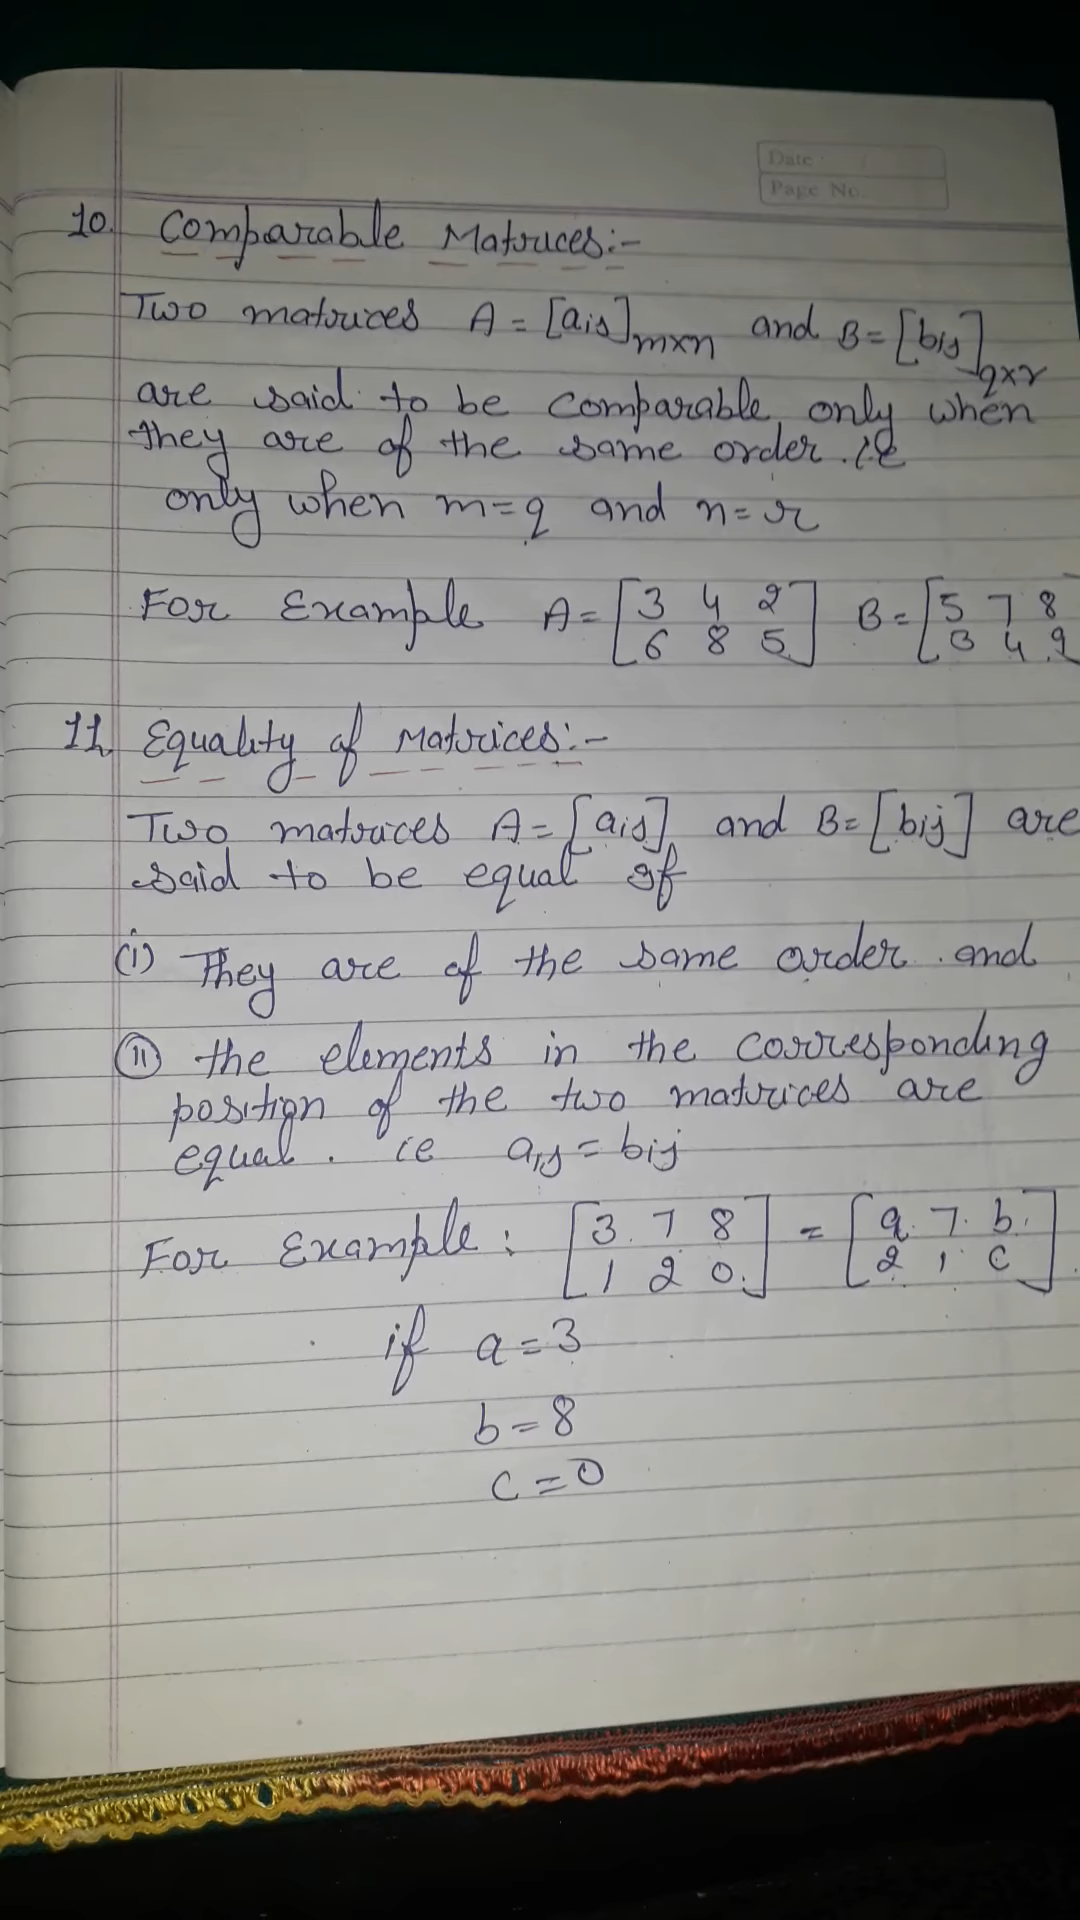 Date :
Page No.
10. Comparable Matrices:-
Two matrices A = [aij]m×n and B = [bij]q×r
are said to be comparable only when
they are of the same order. ie
only when m=q and n=r
For Example A = [3 4 2 B = [5 7 8
6 8 5] 3 4 9
11. Equality of Matrices:-
Two matrices A = [aij] and B = [bij] are
said to be equal if
(i) They are of the same order and
(ii) the elements in the corresponding
position of the two matrices are
equal. ie aij = bij
For Example : [3 7 8 = [a 7 b
1 2 0] 2 1 c]
if a = 3
b = 8
c = 0